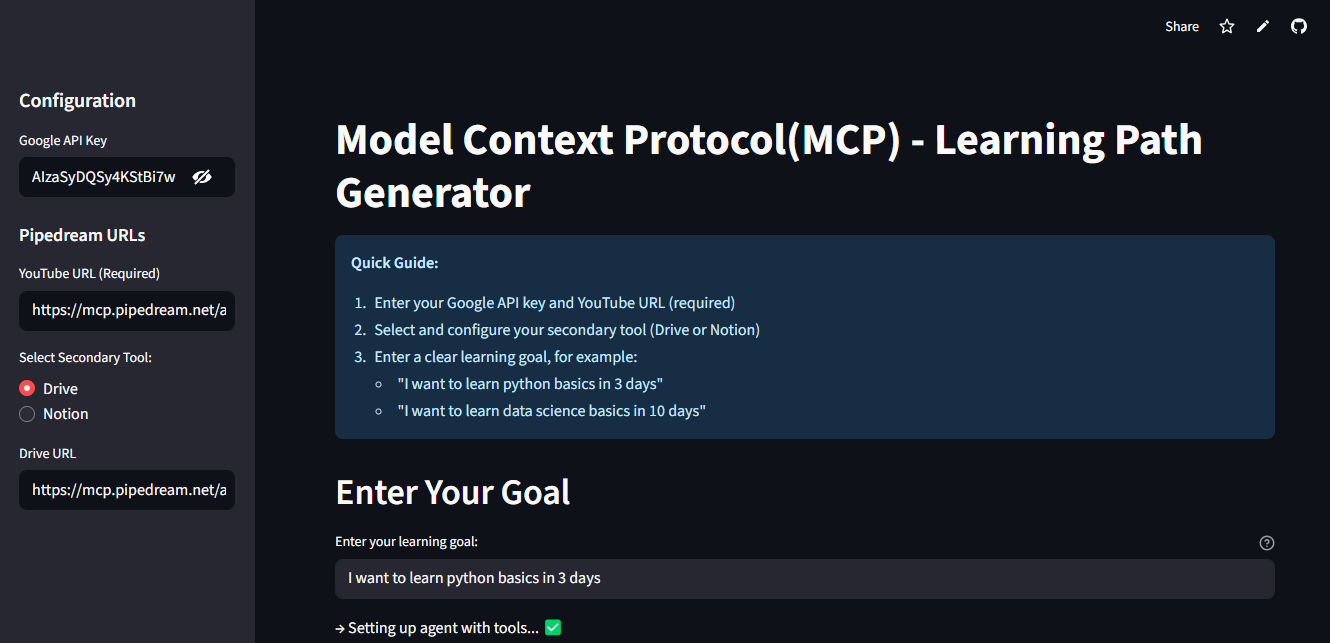 Share
Configuration
Google API Key
AIzaSyDQSy4KStBi7w
Pipedream URLs
YouTube URL (Required)
https://mcp.pipedream.net/a
Select Secondary Tool:
Drive
Notion
Drive URL
https://mcp.pipedream.net/a
Model Context Protocol(MCP) - Learning Path
Generator
Quick Guide:
1. Enter your Google API key and YouTube URL (required)
2. Select and configure your secondary tool (Drive or Notion)
3. Enter a clear learning goal, for example:
◦ "I want to learn python basics in 3 days"
◦ "I want to learn data science basics in 10 days"
Enter Your Goal
Enter your learning goal:
I want to learn python basics in 3 days
→ Setting up agent with tools... ✅